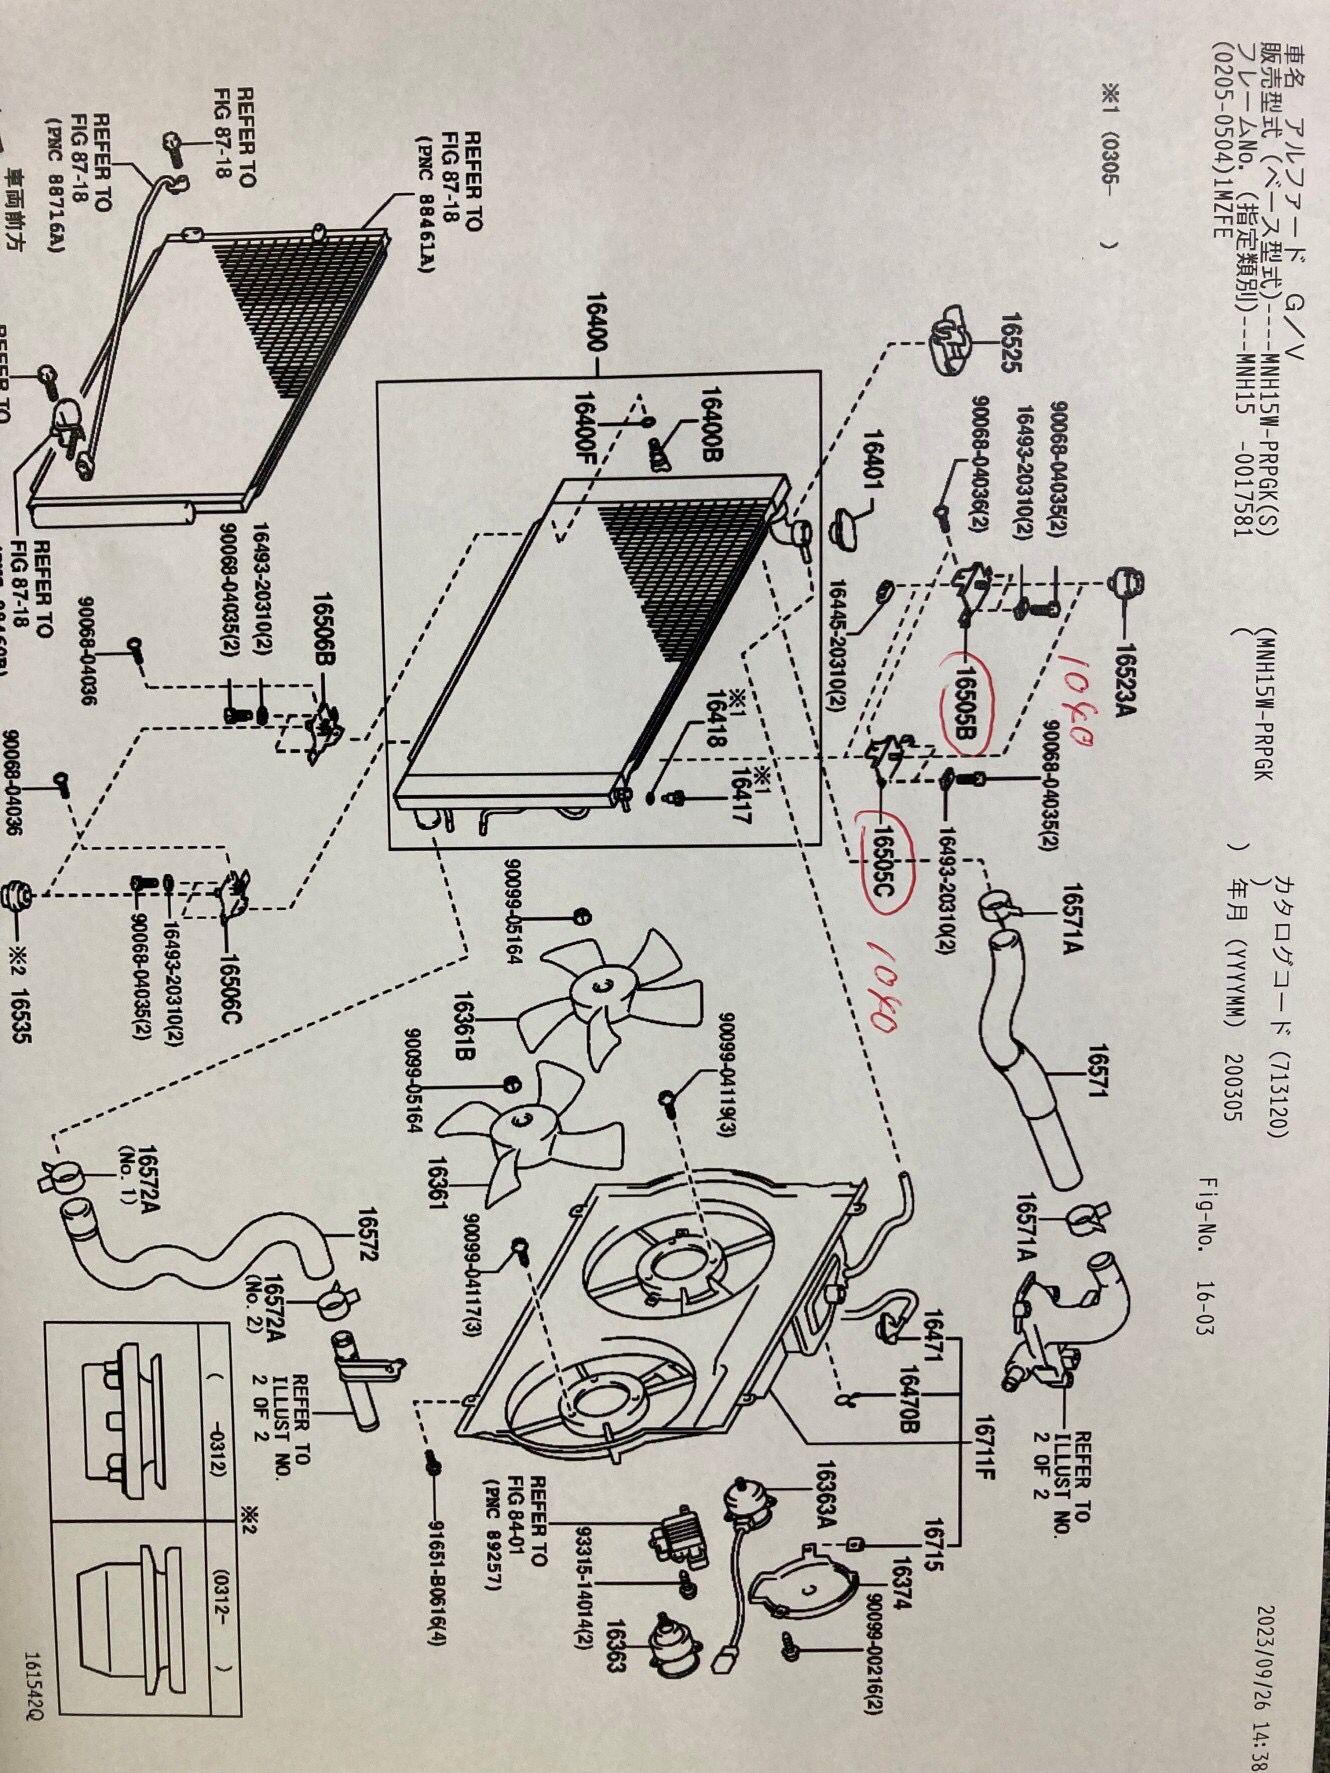 車名 アルファード G／V
販売型式 (ベース型式)----MNH15W-PRPGK(S) (MNH15W-PRPGK ) カタログコード (713120)
フレームNo. (指定類別)---MNH15 -0017581 ( ) 年月 (YYYYMM) 200305
(0205-0504)1MZFE
Fig-No. 16-03
2023/09/26 14:38
※1 (0305- )
16525
90068-04035(2)
16493-20310(2)
90068-04036(2)
16401
16445-20310(2)
16523A
16505B
1040
90068-04035(2)
16493-20310(2)
16505C
1040
16571A
16571
16571A
REFER TO
ILLUST NO.
2 OF 2
16400
16400B
16400F
※1
16418
※1
16417
REFER TO
FIG 87-18
(PNC 88461A)
REFER TO
FIG 87-18
REFER TO
FIG 87-18
(PNC 88716A)
車両前方
REFER TO
REFER TO
FIG 87-18
16493-20310(2)
90068-04035(2)
16506B
90068-04036
90068-04036
16506C
16493-20310(2)
90068-04035(2)
※2 16535
90099-05164
16361B
90099-05164
16361
90099-04119(3)
90099-04117(3)
16572A
(No. 1)
16572
16572A
(No. 2)
REFER TO
ILLUST NO.
2 OF 2
16471
16470B
16711F
16363A
16715
16374
90099-00216(2)
REFER TO
FIG 84-01
(PNC 89257)
93315-14014(2)
16363
91651-B0616(4)
※2
( -0312)
(0312- )
161542Q